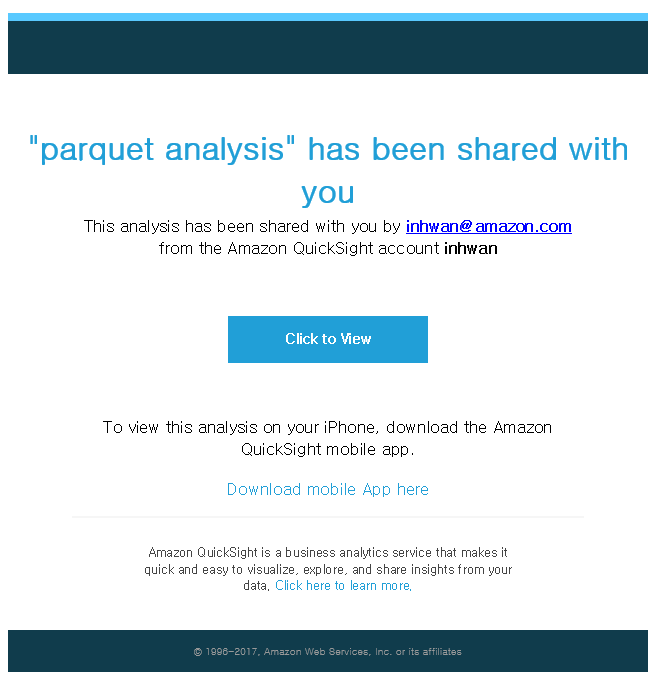 "parquet analysis" has been shared with
you
This analysis has been shared with you by inhwan@amazon.com
from the Amazon QuickSight account inhwan
Click to View
To view this analysis on your iPhone, download the Amazon
QuickSight mobile app.
Download mobile App here
Amazon QuickSight is a business analytics service that makes it
quick and easy to visualize, explore, and share insights from your
data. Click here to learn more.
© 1996-2017, Amazon Web Services, Inc. or its affiliates